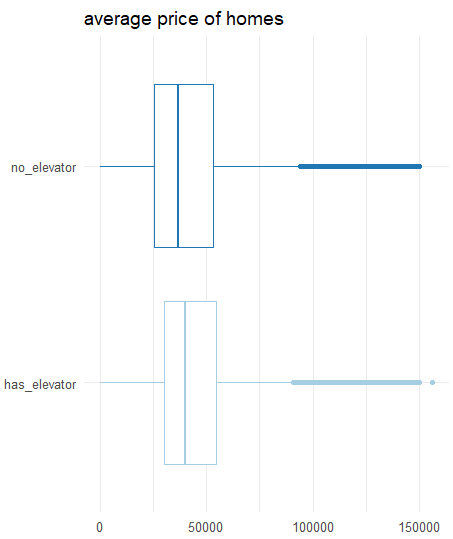 average price of homes
no_elevator
has_elevator
0 50000 100000 150000